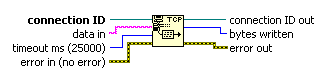 connection ID
data in
timeout ms (25000)
error in (no error)
TCP
connection ID out
bytes written
error out